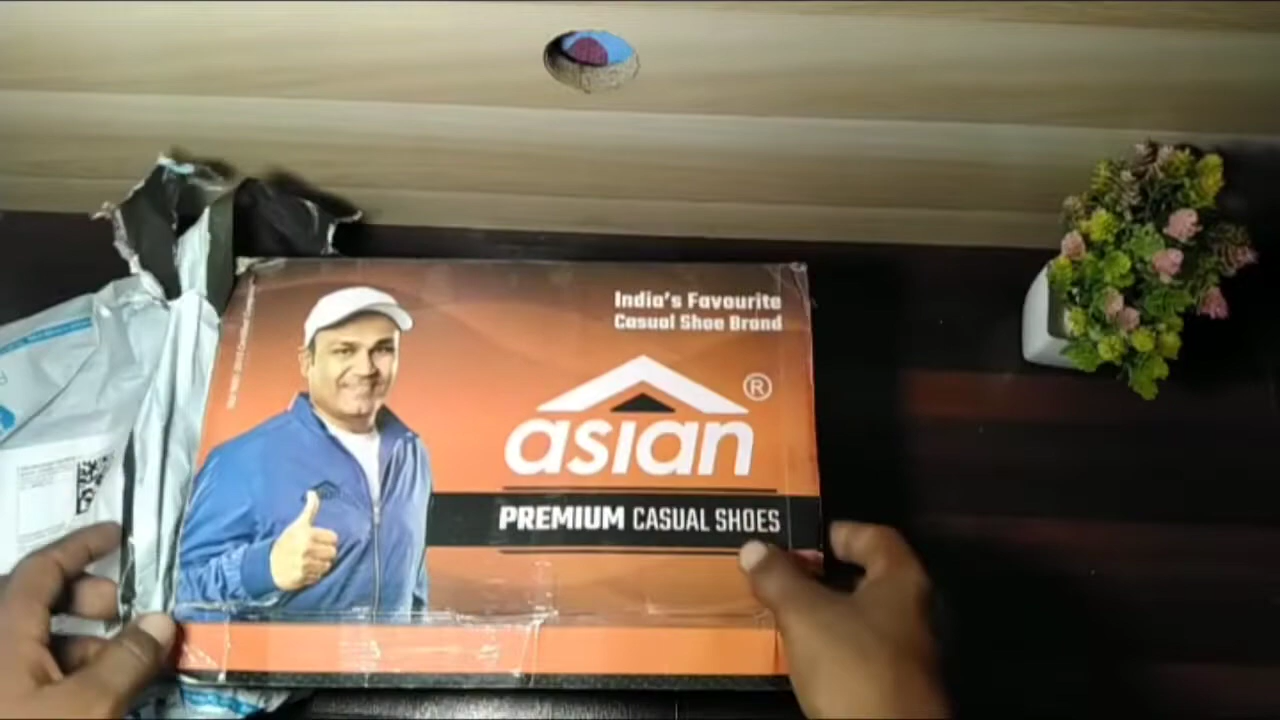 India's Favourite
Casual Shoe Brand
®
asian
PREMIUM CASUAL SHOES